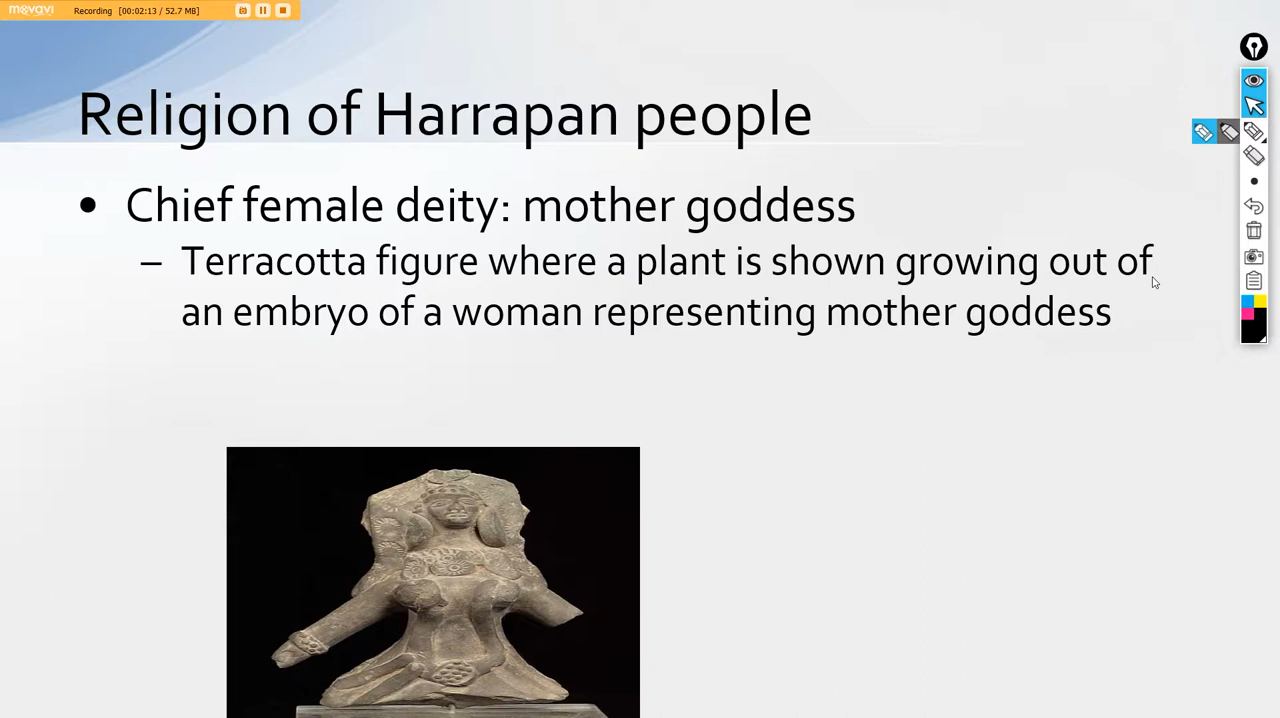 movavi Recording [00:02:13 / 52.7 MB]
Religion of Harrapan people
• Chief female deity: mother goddess
– Terracotta figure where a plant is shown growing out of
an embryo of a woman representing mother goddess